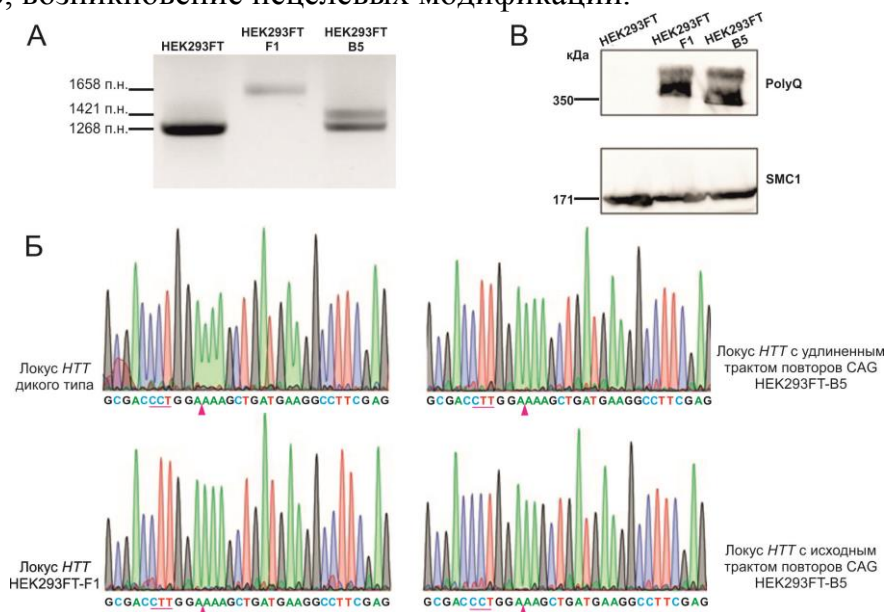 возникновение нецелевых модификаций.
А
HEK293FT
HEK293FT
F1
HEK293FT
B5
1658 п.н.
1421 п.н.
1268 п.н.
В
кДа
HEK293FT
HEK293FT
F1
HEK293FT
B5
350
PolyQ
171
SMC1
Б
Локус HTT
дикого типа
GCGACCCTGGAAAAGCTGATGAAGGCCTTCGAG
GCGACCTTGGAAAAGCTGATGAAGGCCTTCGAG
Локус HTT с удлиненным
трактом повторов CAG
HEK293FT-B5
Локус HTT
HEK293FT-F1
GCGACCTTGGAAAAGCTGATGAAGGCCTTCGAG
GCGACCCTGGAAAAGCTGATGAAGGCCTTCGAG
Локус HTT с исходным
трактом повторов CAG
HEK293FT-B5